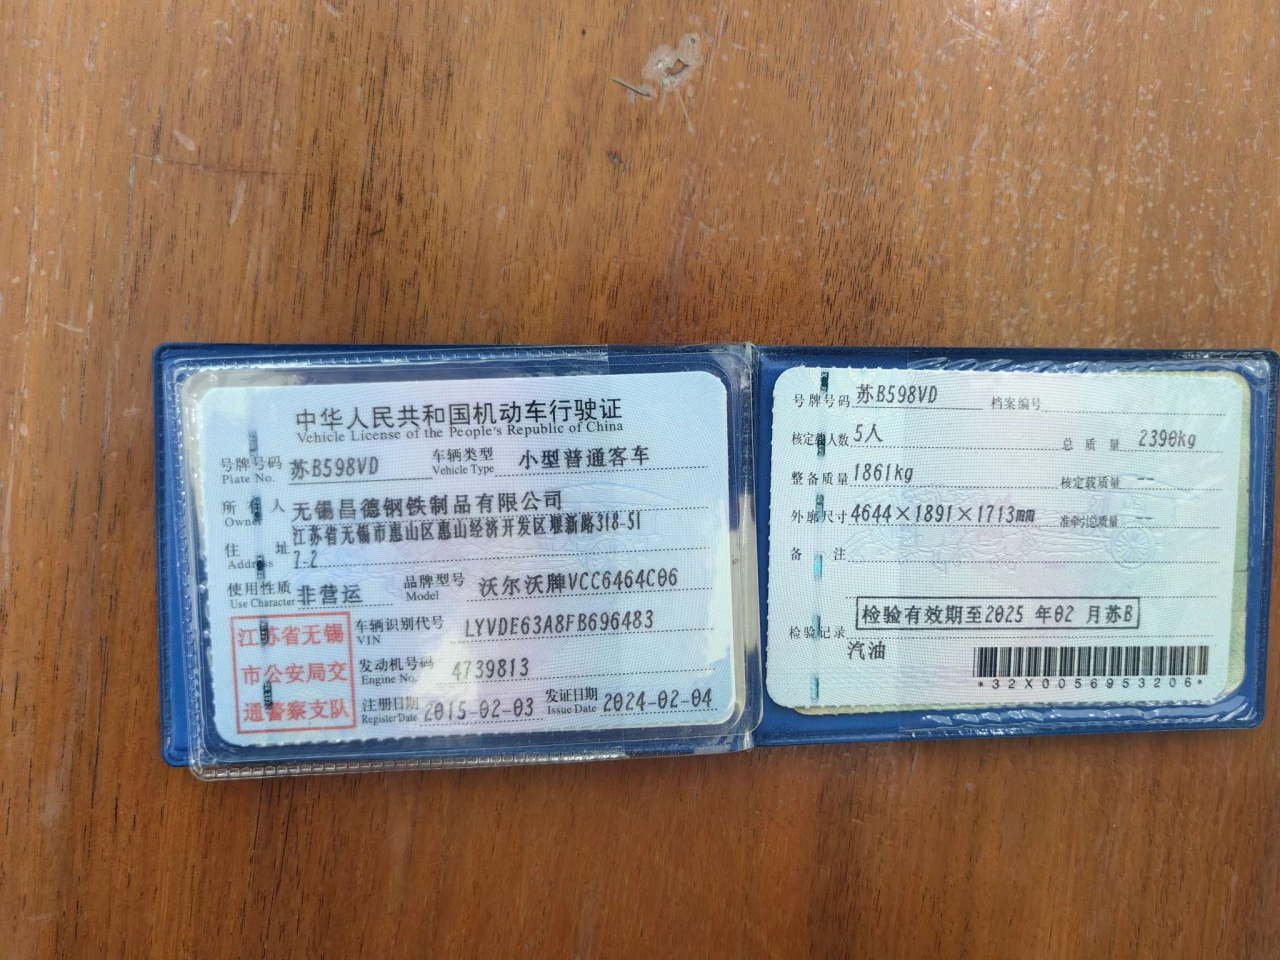 中华人民共和国机动车行驶证
Vehicle License of the People's Republic of China
号牌号码 苏B598VD 车辆类型 小型普通客车
Plate No. Vehicle Type
所有人 无锡昌德钢铁制品有限公司
Owner
住址 江苏省无锡市惠山区惠山经济开发区堰新路318-51
Address 7-2
使用性质 非营运 品牌型号 沃尔沃牌VCC6464C06
Use Character Model
江苏省无锡
市公安局交
通警察支队
车辆识别代号 LYVDE63A8FB696483
VIN
发动机号码 4739813
Engine No.
注册日期 2015-02-03 发证日期 2024-02-04
Register Date Issue Date
号牌号码 苏B598VD 档案编号
核定载人数 5人 总质量 2390kg
整备质量 1861kg 核定载质量 --
外廓尺寸 4644×1891×1713mm 准牵引总质量 --
备注
检验有效期至2025 年02 月苏B
检验记录
汽油
*32X0056953206*